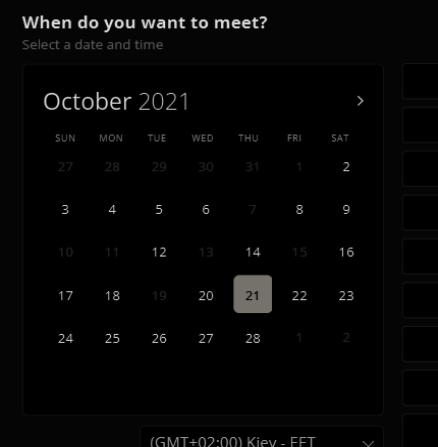 When do you want to meet?
Select a date and time
October 2021
SUN MON TUE WED THU FRI SAT
27 28 29 30 31 1 2
3 4 5 6 7 8 9
10 11 12 13 14 15 16
17 18 19 20 21 22 23
24 25 26 27 28 1 2
(GMT+02:00) Kiev - EET